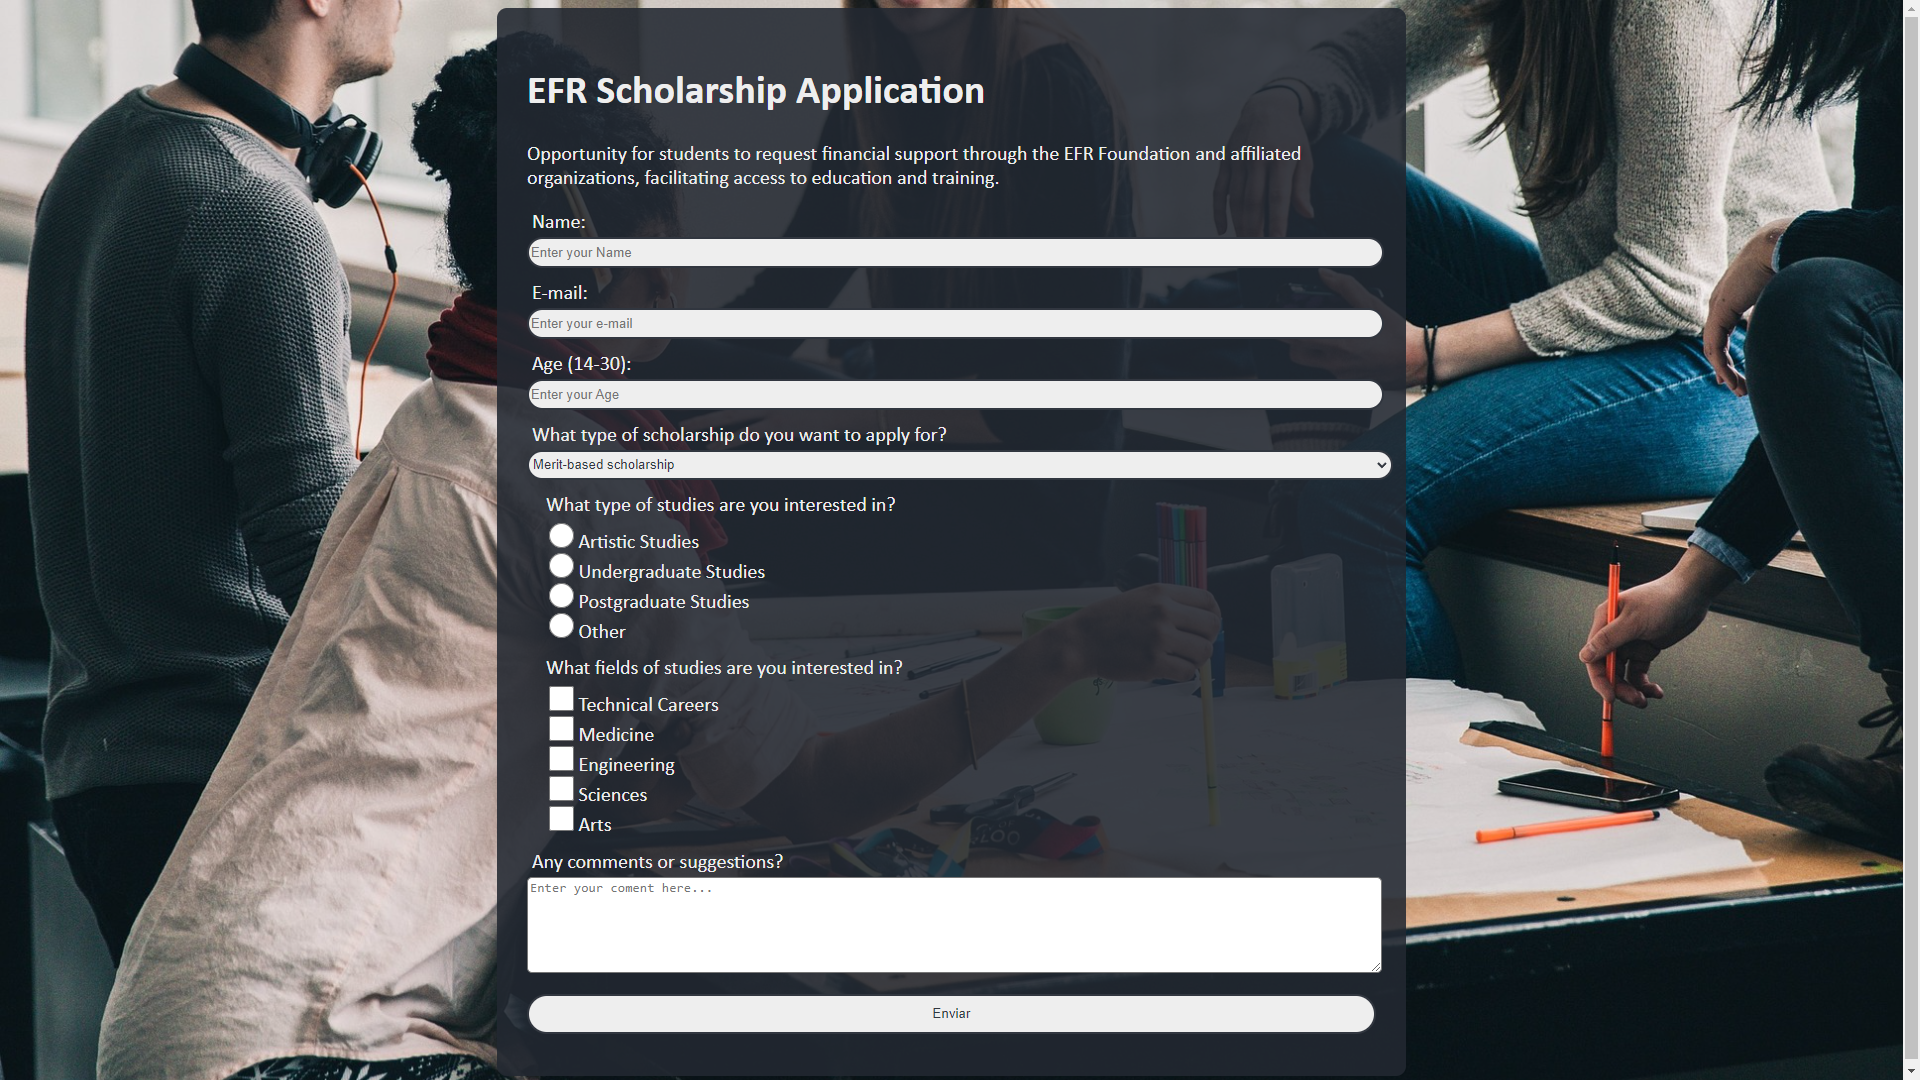 EFR Scholarship Application
Opportunity for students to request financial support through the EFR Foundation and affiliated
organizations, facilitating access to education and training.
Name:
Enter your Name
E-mail:
Enter your e-mail
Age (14-30):
Enter your Age
What type of scholarship do you want to apply for?
Merit-based scholarship
What type of studies are you interested in?
Artistic Studies
Undergraduate Studies
Postgraduate Studies
Other
What fields of studies are you interested in?
Technical Careers
Medicine
Engineering
Sciences
Arts
Any comments or suggestions?
Enter your coment here...
Enviar